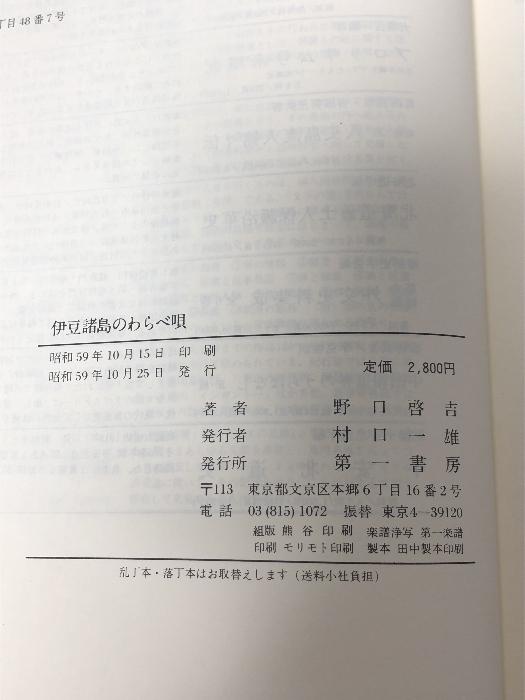 丁目48番7号
伊豆諸島のわらべ唄
昭和59年10月15日 印 刷
昭和59年10月25日 発 行
定価 2,800円
著 者 野口啓吉
発行者 村口一雄
発行所 第一書房
〒113 東京都文京区本郷6丁目16番2号
電話 03(815)1072 振替 東京4—39120
組版 熊谷印刷 楽譜浄写 第一楽譜
印刷 モリモト印刷 製本 田中製本印刷
乱丁本・落丁本はお取替えします(送料小社負担)